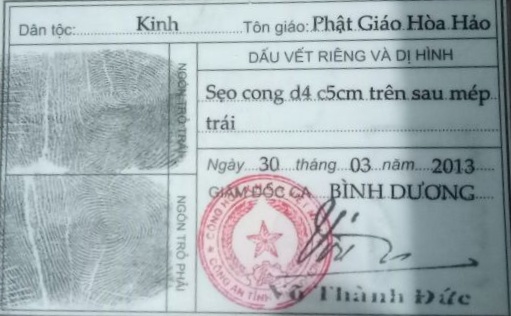 Dân tộc: Kinh Tôn giáo: Phật Giáo Hòa Hảo
DẤU VẾT RIÊNG VÀ DỊ HÌNH
NGÓN TRỎ TRÁI
Sẹo cong d4 c5cm trên sau mép
trái
Ngày 30 tháng 03 năm 2013
GIÁM ĐỐC CA BÌNH DƯƠNG
NGÓN TRỎ PHẢI
CÔNG AN TỈNH
Võ Thành Đức